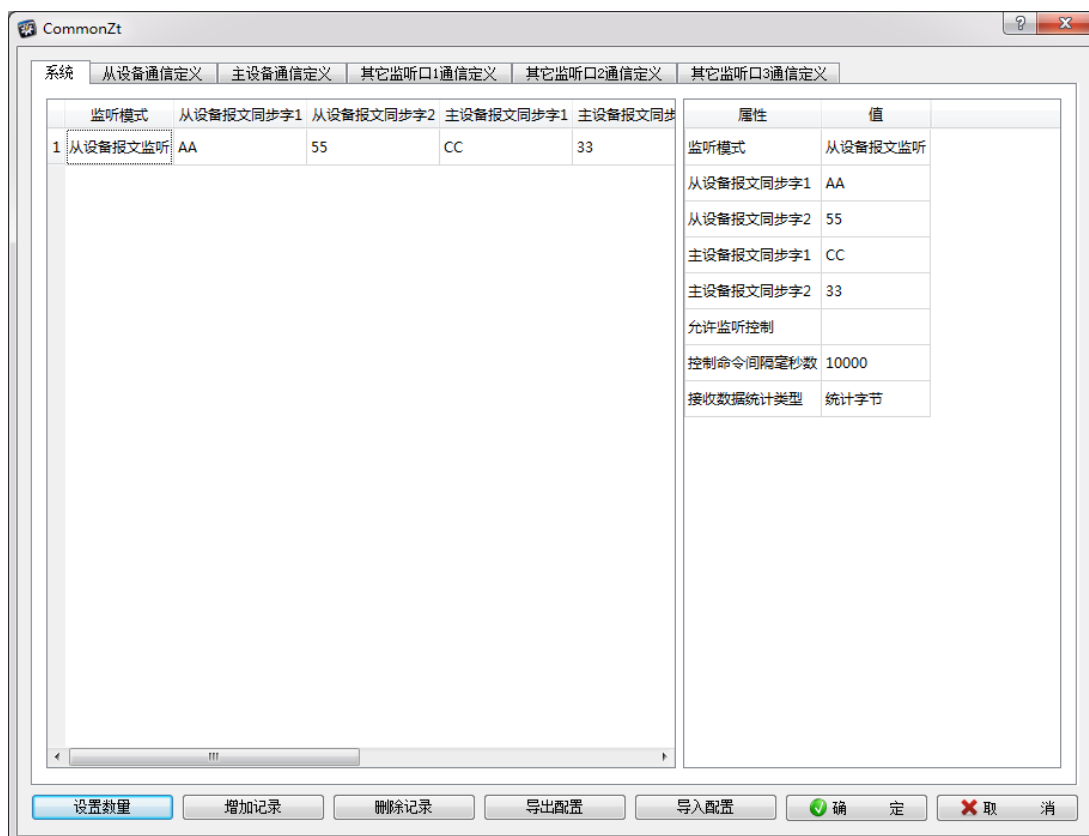 CommonZt
系统 从设备通信定义 主设备通信定义 其它监听口1通信定义 其它监听口2通信定义 其它监听口3通信定义
监听模式 从设备报文同步字1 从设备报文同步字2 主设备报文同步字1 主设备报文同步
1 从设备报文监听 AA 55 CC 33
属性 值
监听模式 从设备报文监听
从设备报文同步字1 AA
从设备报文同步字2 55
主设备报文同步字1 CC
主设备报文同步字2 33
允许监听控制
控制命令间隔毫秒数 10000
接收数据统计类型 统计字节
设置数量 增加记录 删除记录 导出配置 导入配置 确 定 取 消